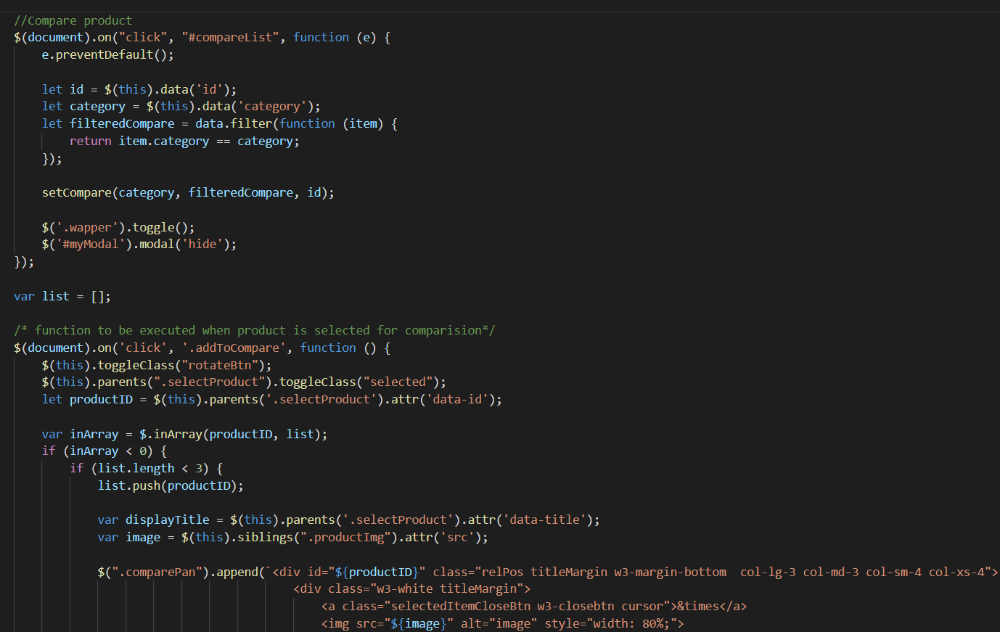 //Compare product
$(document).on("click", "#compareList", function (e) {
    e.preventDefault();

    let id = $(this).data('id');
    let category = $(this).data('category');
    let filteredCompare = data.filter(function (item) {
        return item.category == category;
    });

    setCompare(category, filteredCompare, id);

    $('.wapper').toggle();
    $('#myModal').modal('hide');
});

var list = [];

/* function to be executed when product is selected for comparision*/
$(document).on('click', '.addToCompare', function () {
    $(this).toggleClass("rotateBtn");
    $(this).parents(".selectProduct").toggleClass("selected");
    let productID = $(this).parents('.selectProduct').attr('data-id');

    var inArray = $.inArray(productID, list);
    if (inArray < 0) {
        if (list.length < 3) {
            list.push(productID);

            var displayTitle = $(this).parents('.selectProduct').attr('data-title');
            var image = $(this).siblings(".productImg").attr('src');

            $(".comparePan").append(`<div id="${productID}" class="relPos titleMargin w3-margin-bottom  col-lg-3 col-md-3 col-sm-4 col-xs-4">
                                        <div class="w3-white titleMargin">
                                            <a class="selectedItemCloseBtn w3-closebtn cursor">&times</a>
                                            <img src="${image}" alt="image" style="width: 80%;">